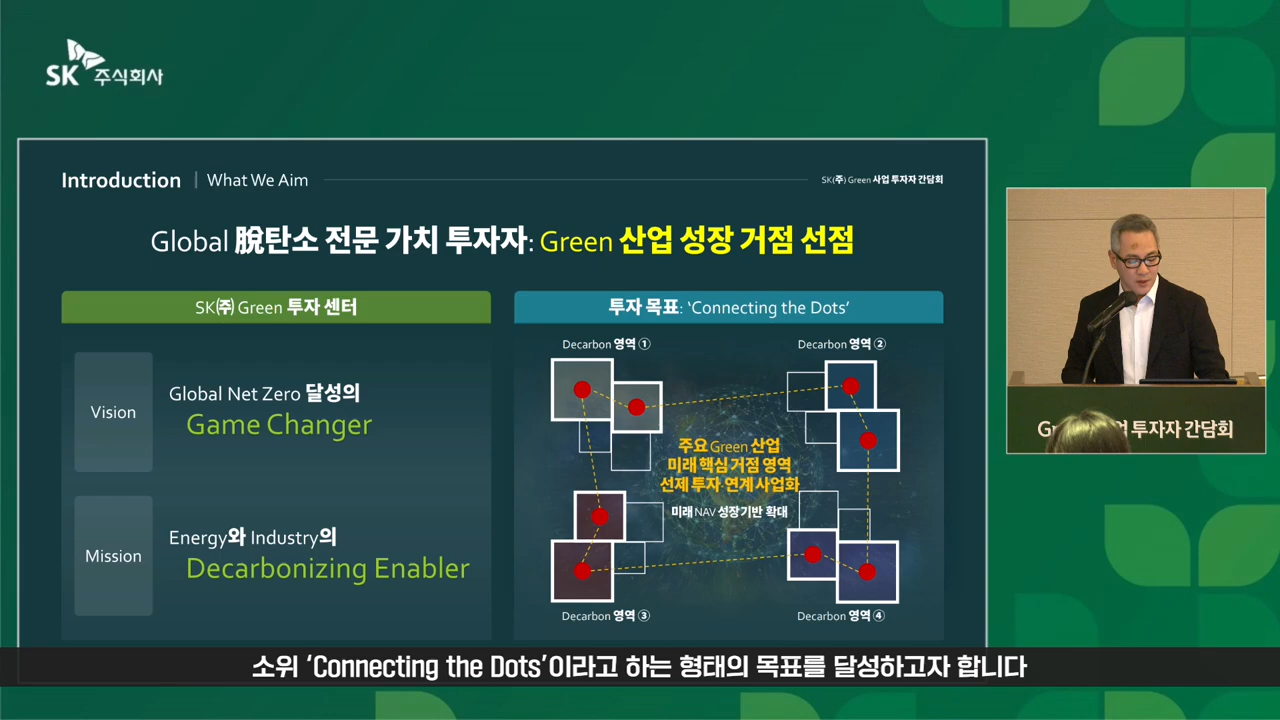 SK 주식회사
Introduction | What We Aim
SK(주) Green 사업 투자자 간담회
Global 脫탄소 전문 가치 투자자: Green 산업 성장 거점 선점
SK㈜ Green 투자 센터
Vision
Global Net Zero 달성의
Game Changer
Mission
Energy와 Industry의
Decarbonizing Enabler
투자 목표: ‘Connecting the Dots’
Decarbon 영역 ①
Decarbon 영역 ②
주요 Green 산업
미래 핵심 거점 영역
선제 투자·연계 사업화
미래 NAV 성장 기반 확대
Decarbon 영역 ③
Decarbon 영역 ④
투자자 간담회
소위 ‘Connecting the Dots’이라고 하는 형태의 목표를 달성하고자 합니다